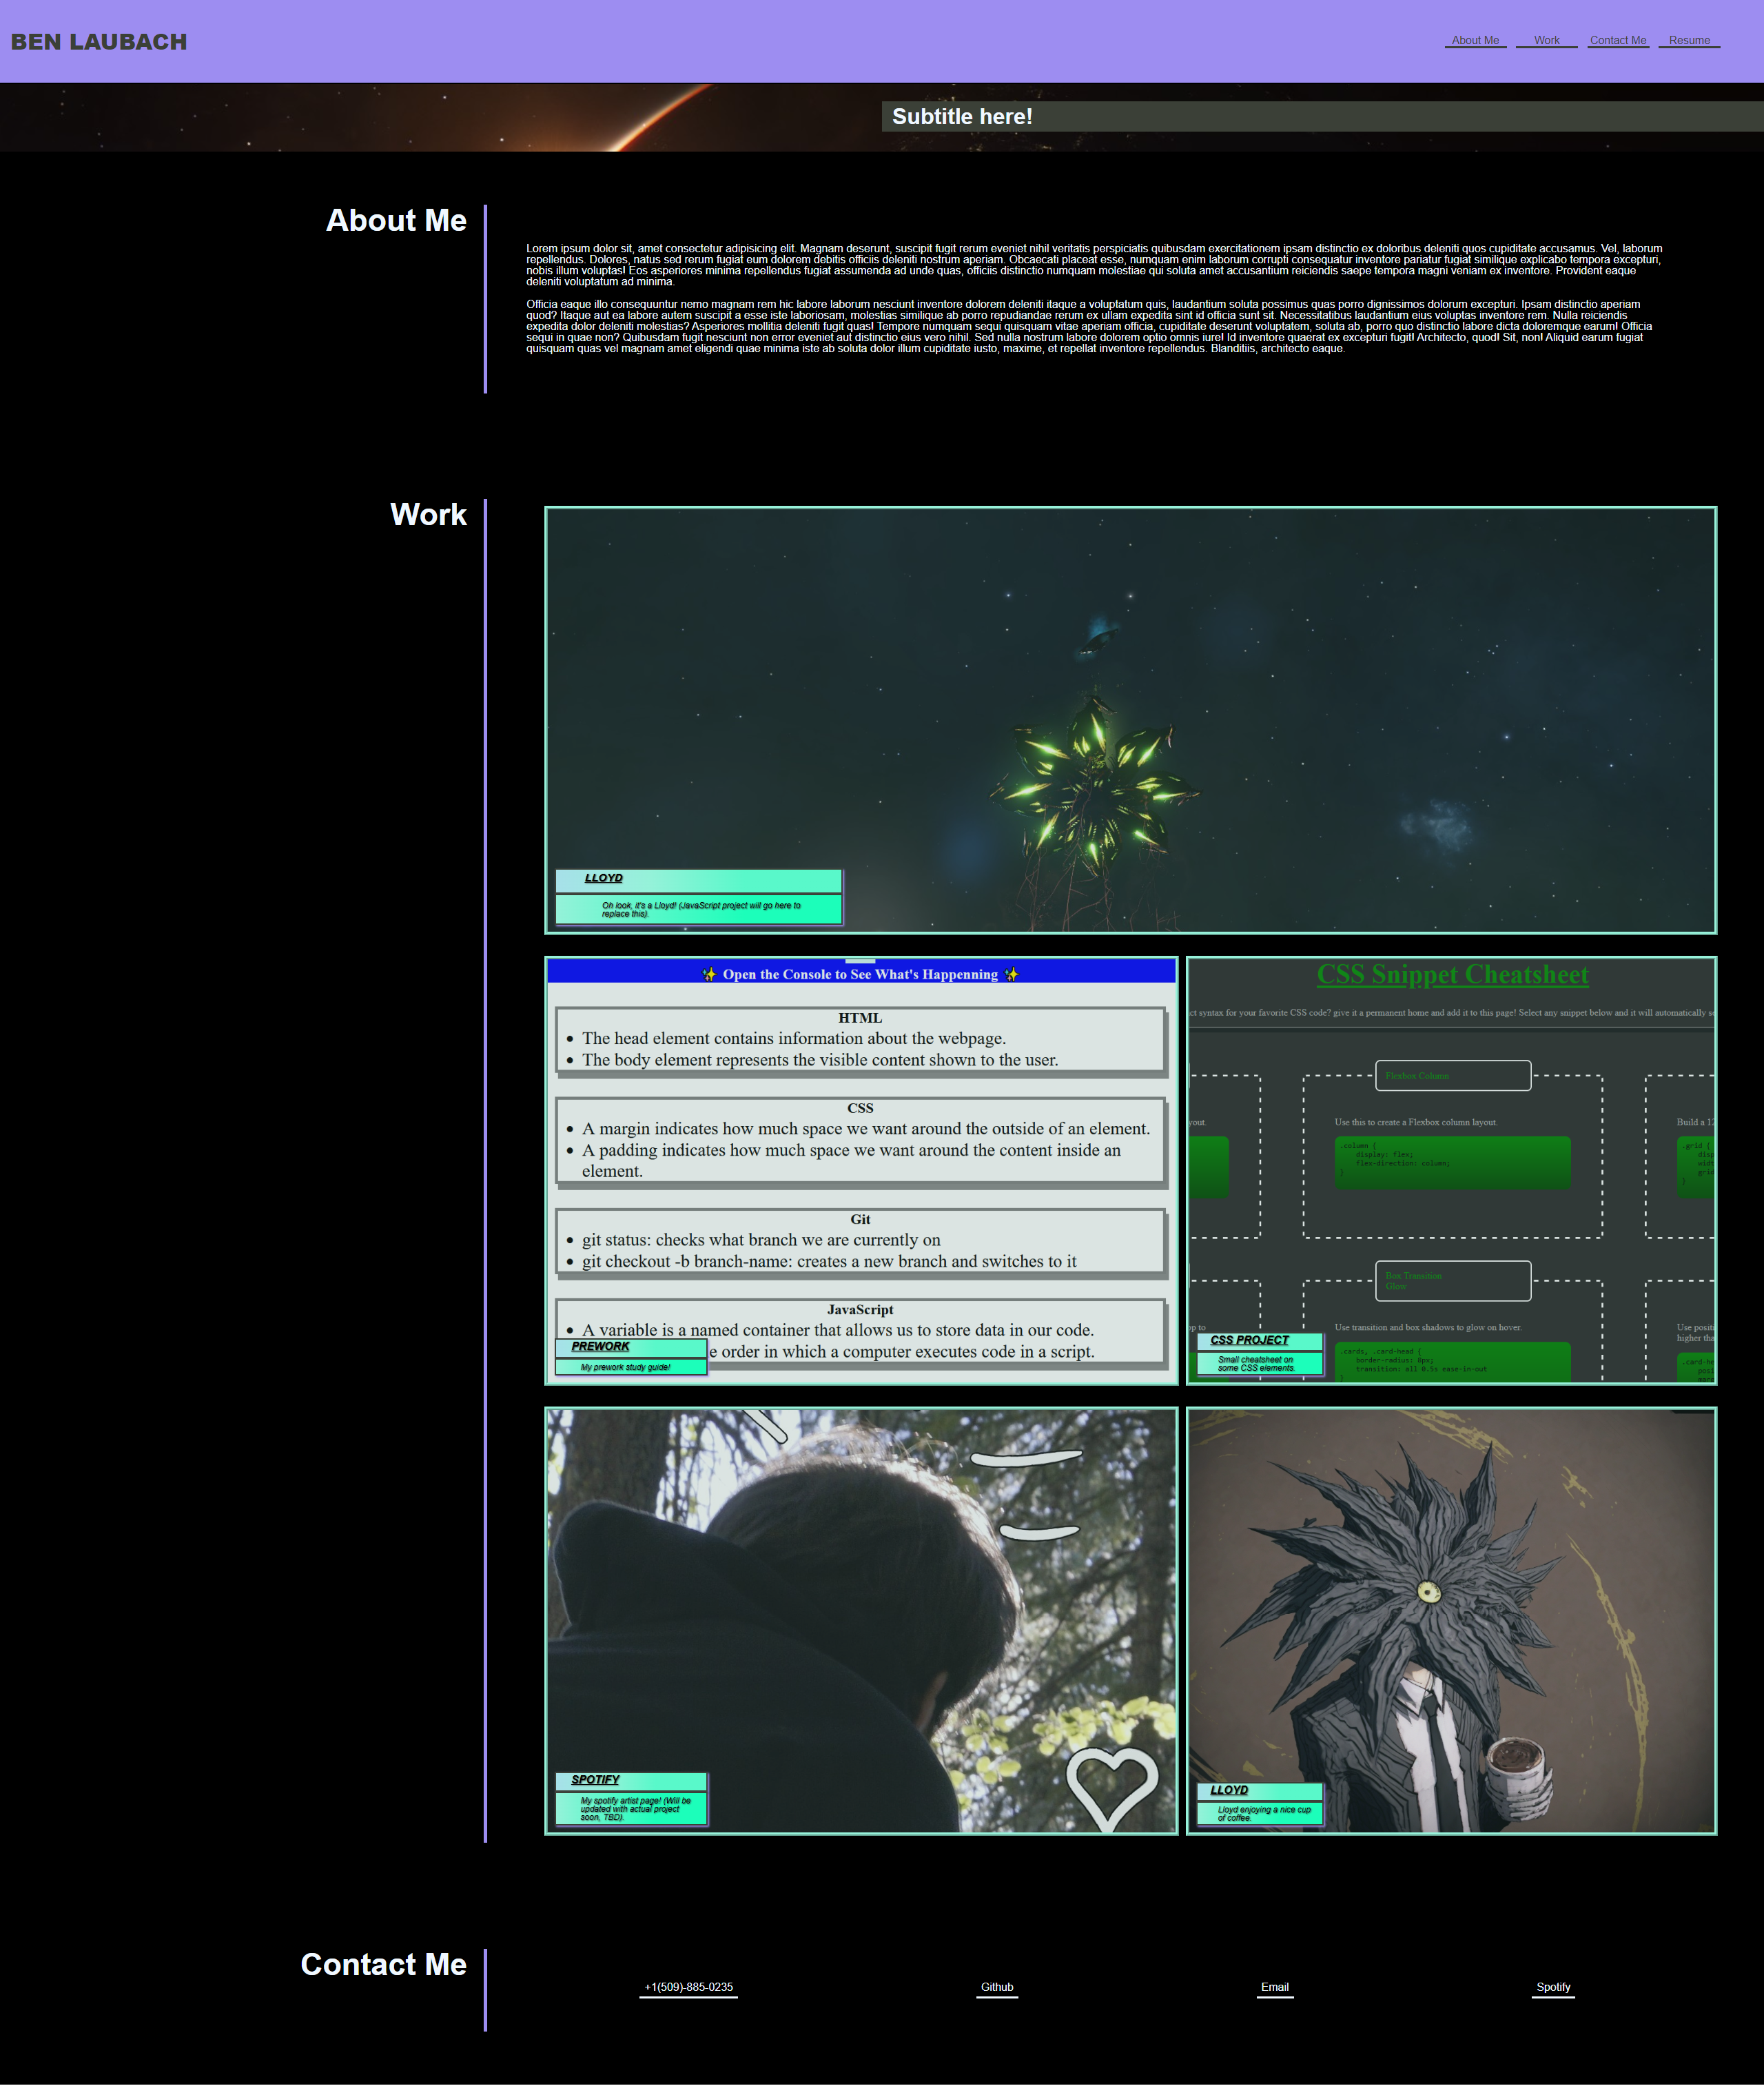 BEN LAUBACH
About Me
Work
Contact Me
Resume
Subtitle here!
About Me
Lorem ipsum dolor sit, amet consectetur adipisicing elit. Magnam deserunt, suscipit fugit rerum eveniet nihil veritatis perspiciatis quibusdam exercitationem ipsam distinctio ex doloribus deleniti quos cupiditate accusamus. Vel, laborum
repellendus. Dolores, natus sed rerum fugiat eum dolorem debitis officiis deleniti nostrum aperiam. Obcaecati placeat esse, numquam enim laborum corrupti consequatur inventore pariatur fugiat similique explicabo tempora excepturi,
nobis illum voluptas! Eos asperiores minima repellendus fugiat assumenda ad unde quas, officiis distinctio numquam molestiae qui soluta amet accusantium reiciendis saepe tempora magni veniam ex inventore. Provident eaque
deleniti voluptatum ad minima.
Officia eaque illo consequuntur nemo magnam rem hic labore laborum nesciunt inventore dolorem deleniti itaque a voluptatum quis, laudantium soluta possimus quas porro dignissimos dolorum excepturi. Ipsam distinctio aperiam
quod? Itaque aut ea labore autem suscipit a esse iste laboriosam, molestias similique ab porro repudiandae rerum ex ullam expedita sint id officia sunt sit. Necessitatibus laudantium eius voluptas inventore rem. Nulla reiciendis
expedita dolor deleniti molestias? Asperiores mollitia deleniti fugit quas! Tempore numquam sequi quisquam vitae aperiam officia, cupiditate deserunt voluptatem, soluta ab, porro quo distinctio labore dicta doloremque earum! Officia
sequi in quae non? Quibusdam fugit nesciunt non error eveniet aut distinctio eius vero nihil. Sed nulla nostrum labore dolorem optio omnis iure! Id inventore quaerat ex excepturi fugit! Architecto, quod! Sit, non! Aliquid earum fugiat
quisquam quas vel magnam amet eligendi quae minima iste ab soluta dolor illum cupiditate iusto, maxime, et repellat inventore repellendus. Blanditiis, architecto eaque.
Work
LLOYD
Oh look, it's a Lloyd! (JavaScript project will go here to
replace this).
✨ Open the Console to See What's Happenning ✨
HTML
The head element contains information about the webpage.
The body element represents the visible content shown to the user.
CSS
A margin indicates how much space we want around the outside of an element.
A padding indicates how much space we want around the content inside an
element.
Git
git status: checks what branch we are currently on
git checkout -b branch-name: creates a new branch and switches to it
JavaScript
A variable is a named container that allows us to store data in our code.
e order in which a computer executes code in a script.
PREWORK
My prework study guide!
CSS Snippet Cheatsheet
ct syntax for your favorite CSS code? give it a permanent home and add it to this page! Select any snippet below and it will automatically se
Flexbox Column
yout.
Use this to create a Flexbox column layout.
Build a 12
.column {
display: flex;
flex-direction: column;
}
.grid {
disp
widt
grid
}
Box Transition
Glow
op to
Use transition and box shadows to glow on hover.
Use positi
higher tha
.cards, .card-head {
border-radius: 8px;
transition: all 0.5s ease-in-out
}
.card-he
posi
CSS PROJECT
Small cheatsheet on
some CSS elements.
SPOTIFY
My spotify artist page! (Will be
updated with actual project
soon, TBD).
LLOYD
Lloyd enjoying a nice cup
of coffee.
Contact Me
+1(509)-885-0235
Github
Email
Spotify